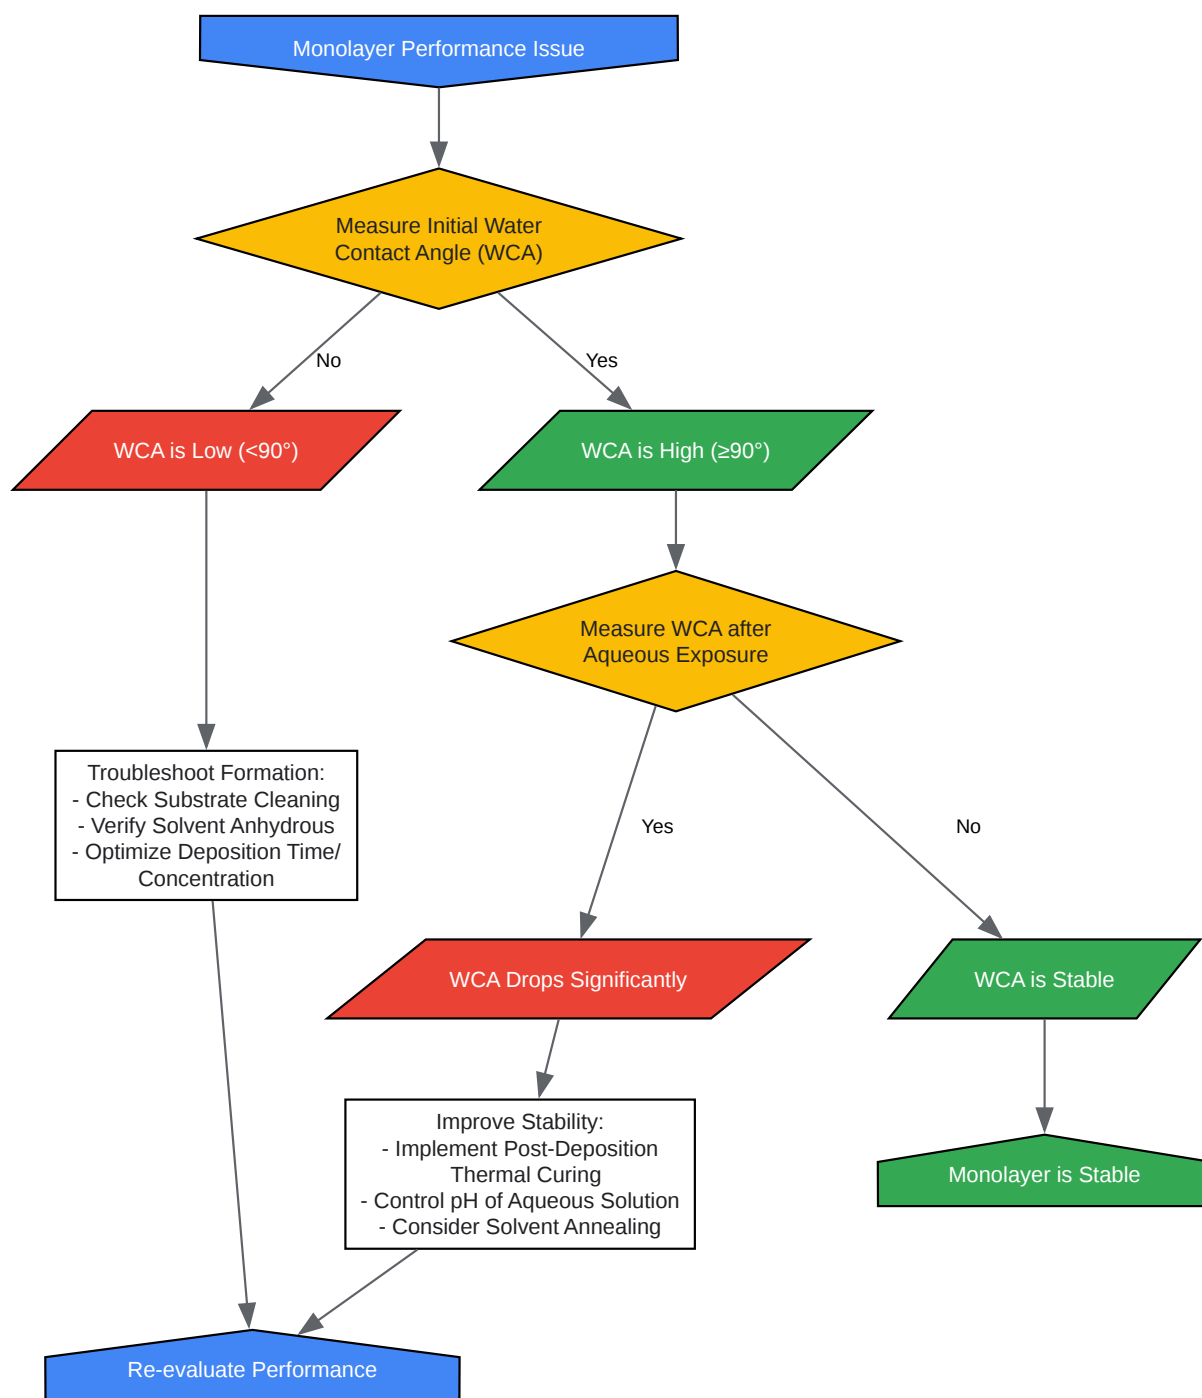 Monolayer Performance Issue
Measure Initial Water
Contact Angle (WCA)
No
Yes
WCA is Low (<90°)
WCA is High (≥90°)
Measure WCA after
Aqueous Exposure
Troubleshoot Formation:
- Check Substrate Cleaning
- Verify Solvent Anhydrous
- Optimize Deposition Time/
Concentration
Yes
No
WCA Drops Significantly
WCA is Stable
Improve Stability:
- Implement Post-Deposition
Thermal Curing
- Control pH of Aqueous Solution
- Consider Solvent Annealing
Monolayer is Stable
Re-evaluate Performance